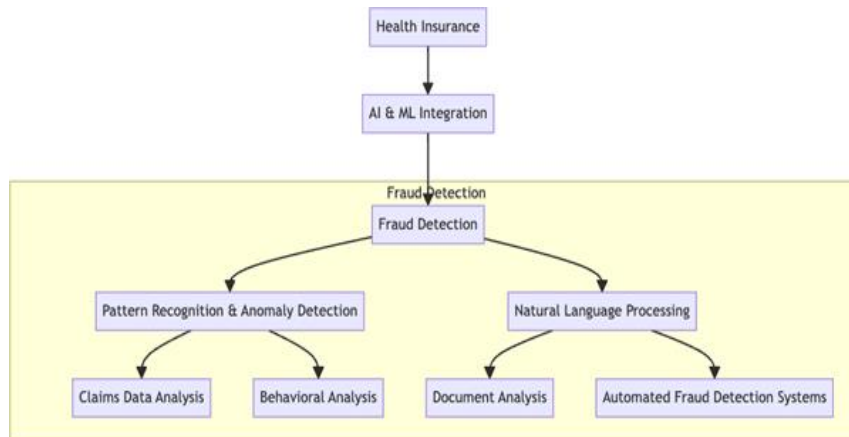 Health Insurance
AI & ML Integration
Fraud Detection
Fraud Detection
Pattern Recognition & Anomaly Detection
Natural Language Processing
Claims Data Analysis
Behavioral Analysis
Document Analysis
Automated Fraud Detection Systems